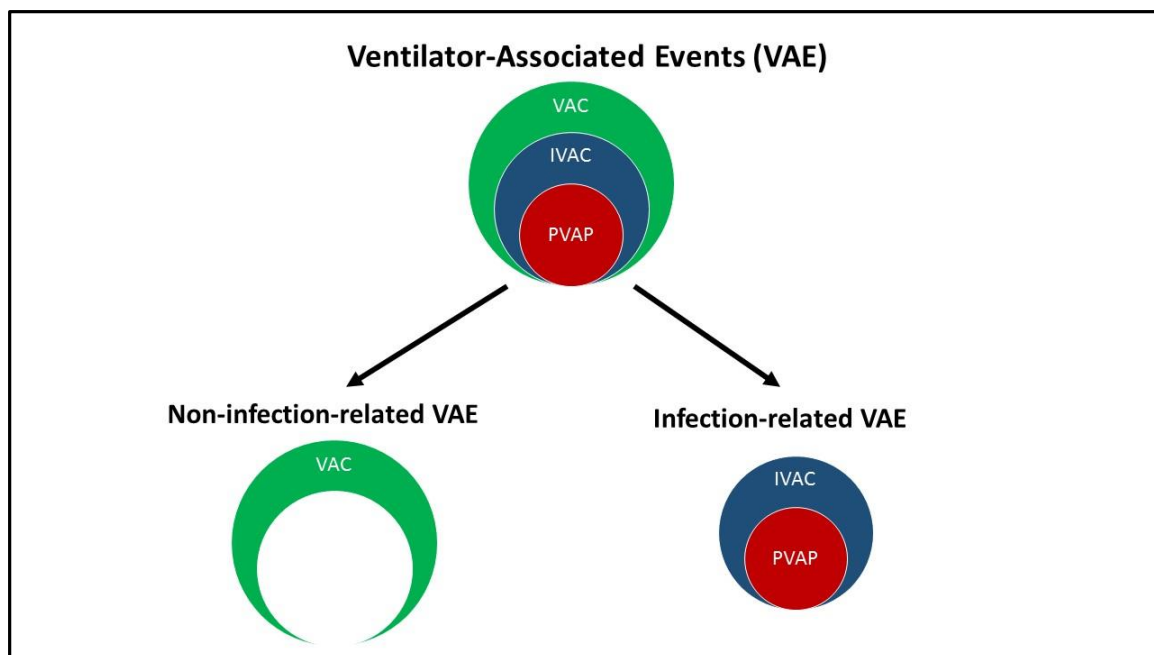 Ventilator-Associated Events (VAE)
VAC
IVAC
PVAP
Non-infection-related VAE
Infection-related VAE
VAC
IVAC
PVAP